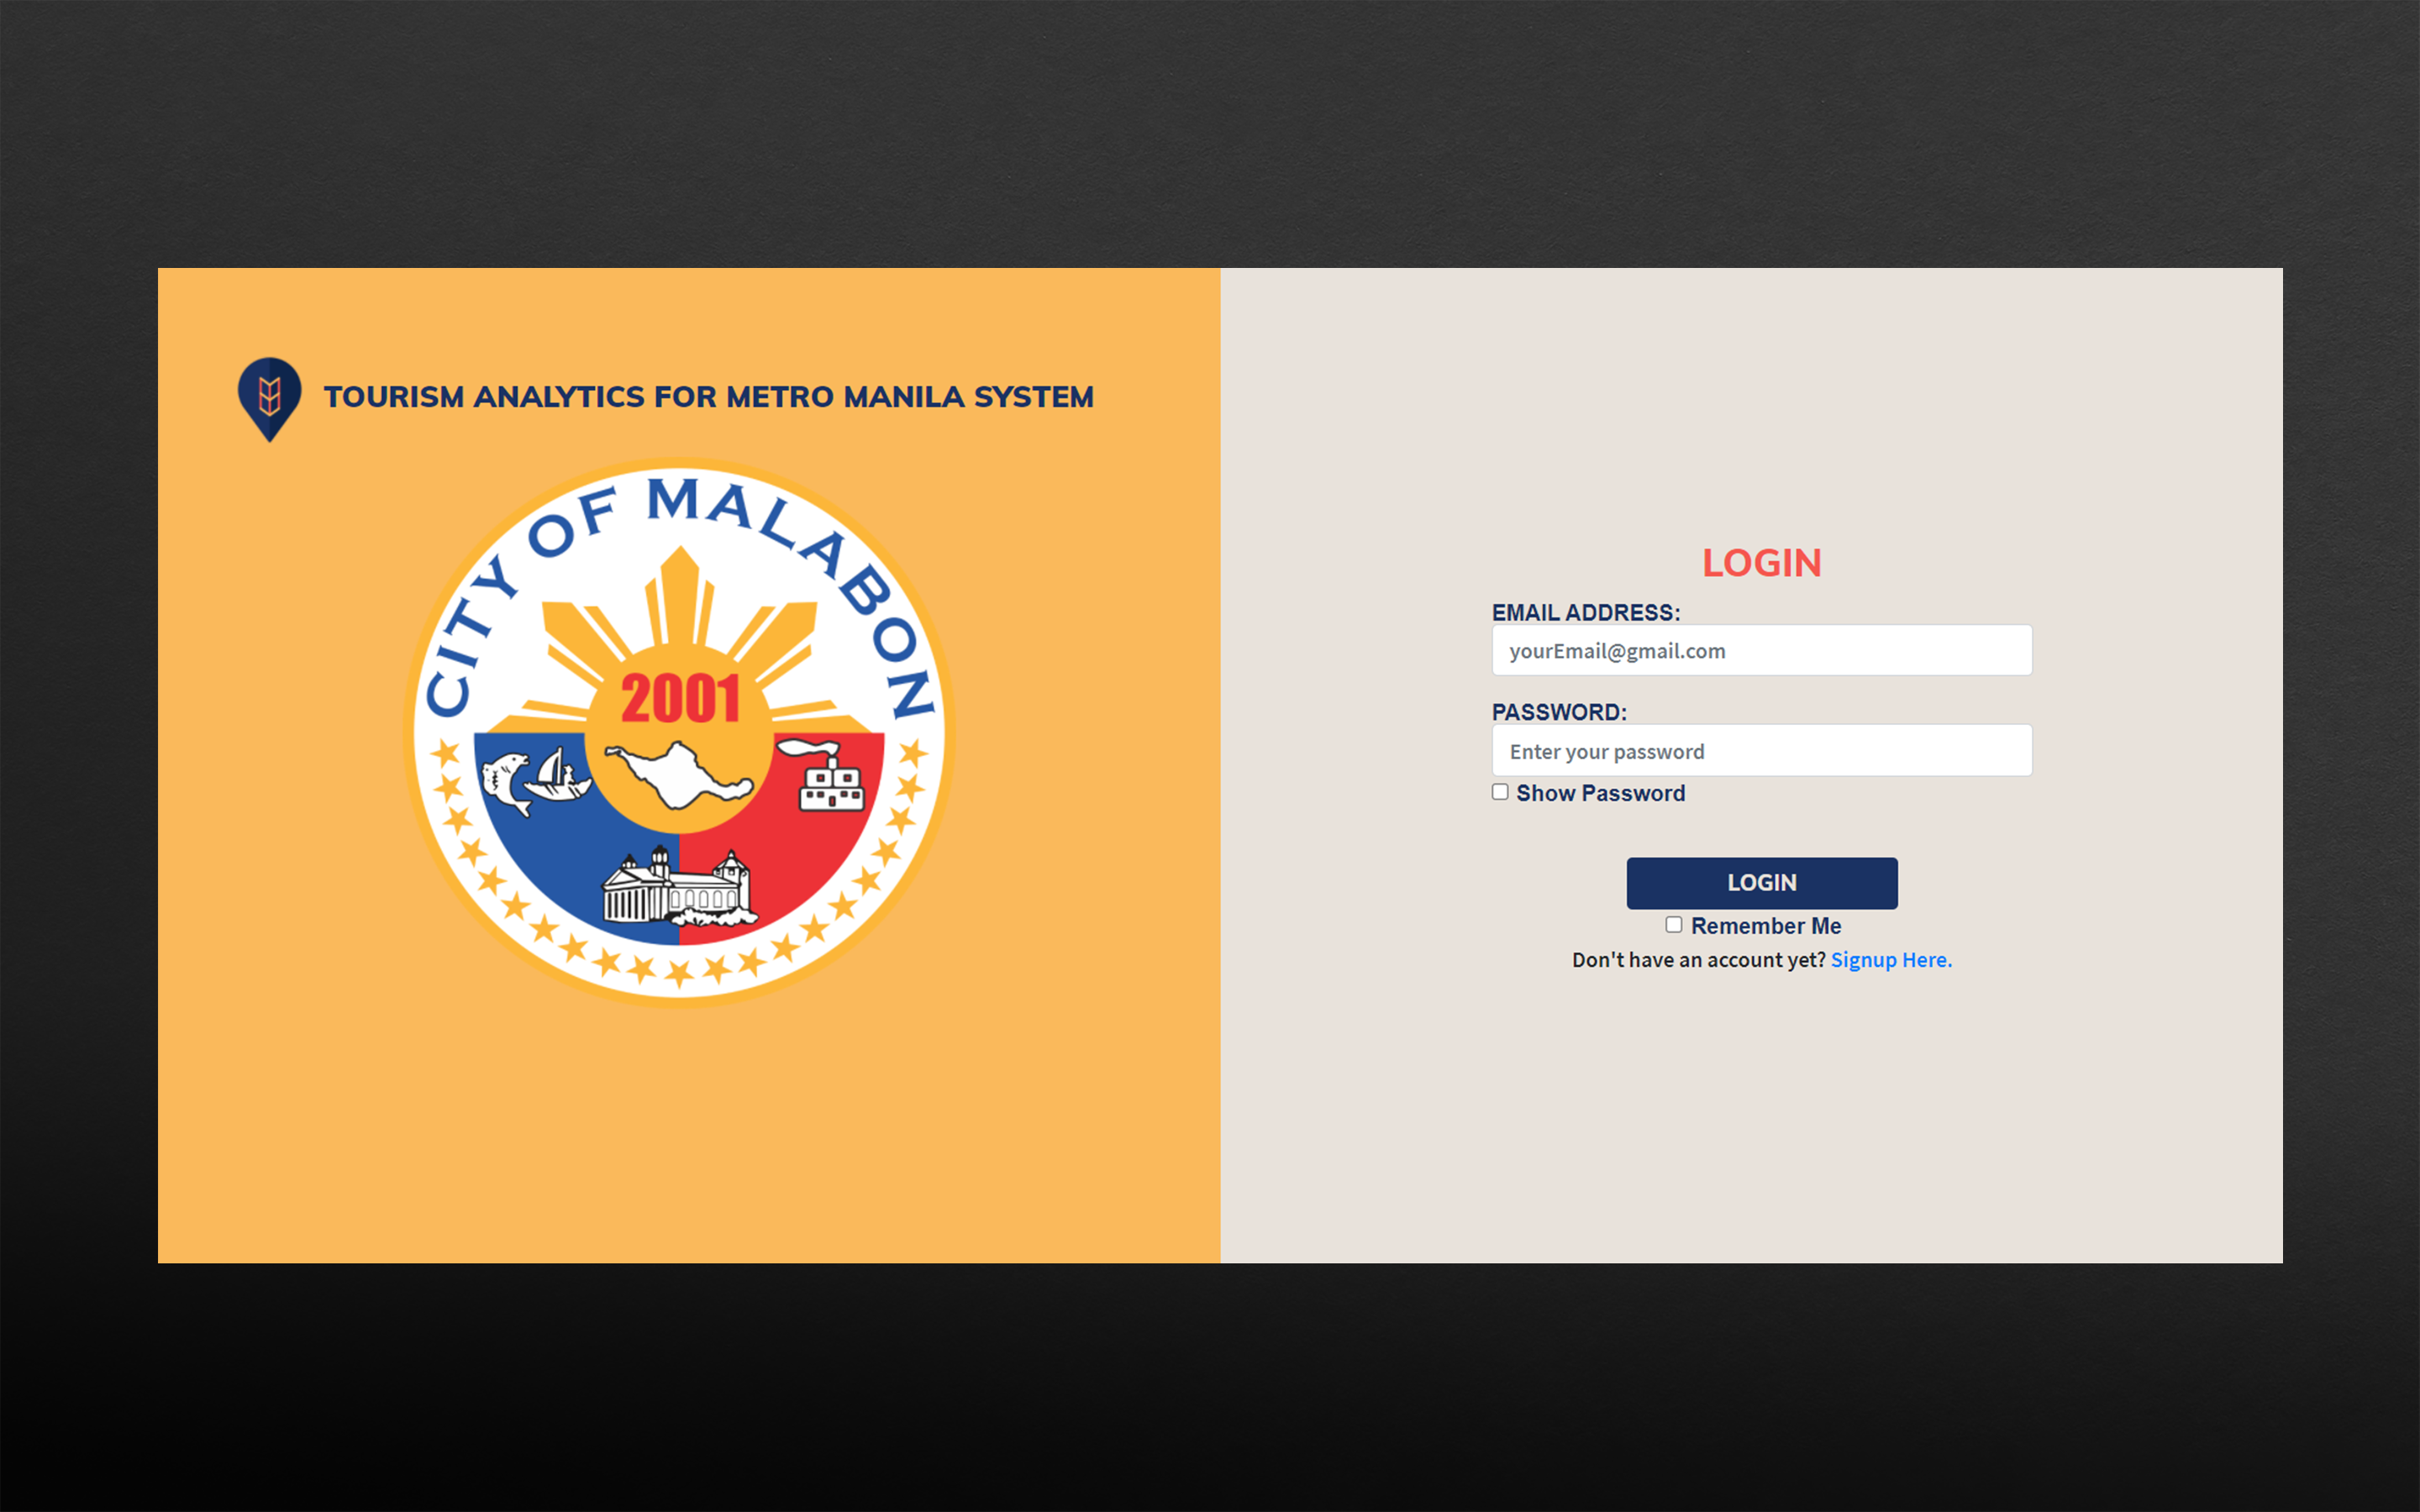 TOURISM ANALYTICS FOR METRO MANILA SYSTEM
CITY OF MALABON
2001
LOGIN
EMAIL ADDRESS:
yourEmail@gmail.com
PASSWORD:
Enter your password
Show Password
LOGIN
Remember Me
Don't have an account yet? Signup Here.